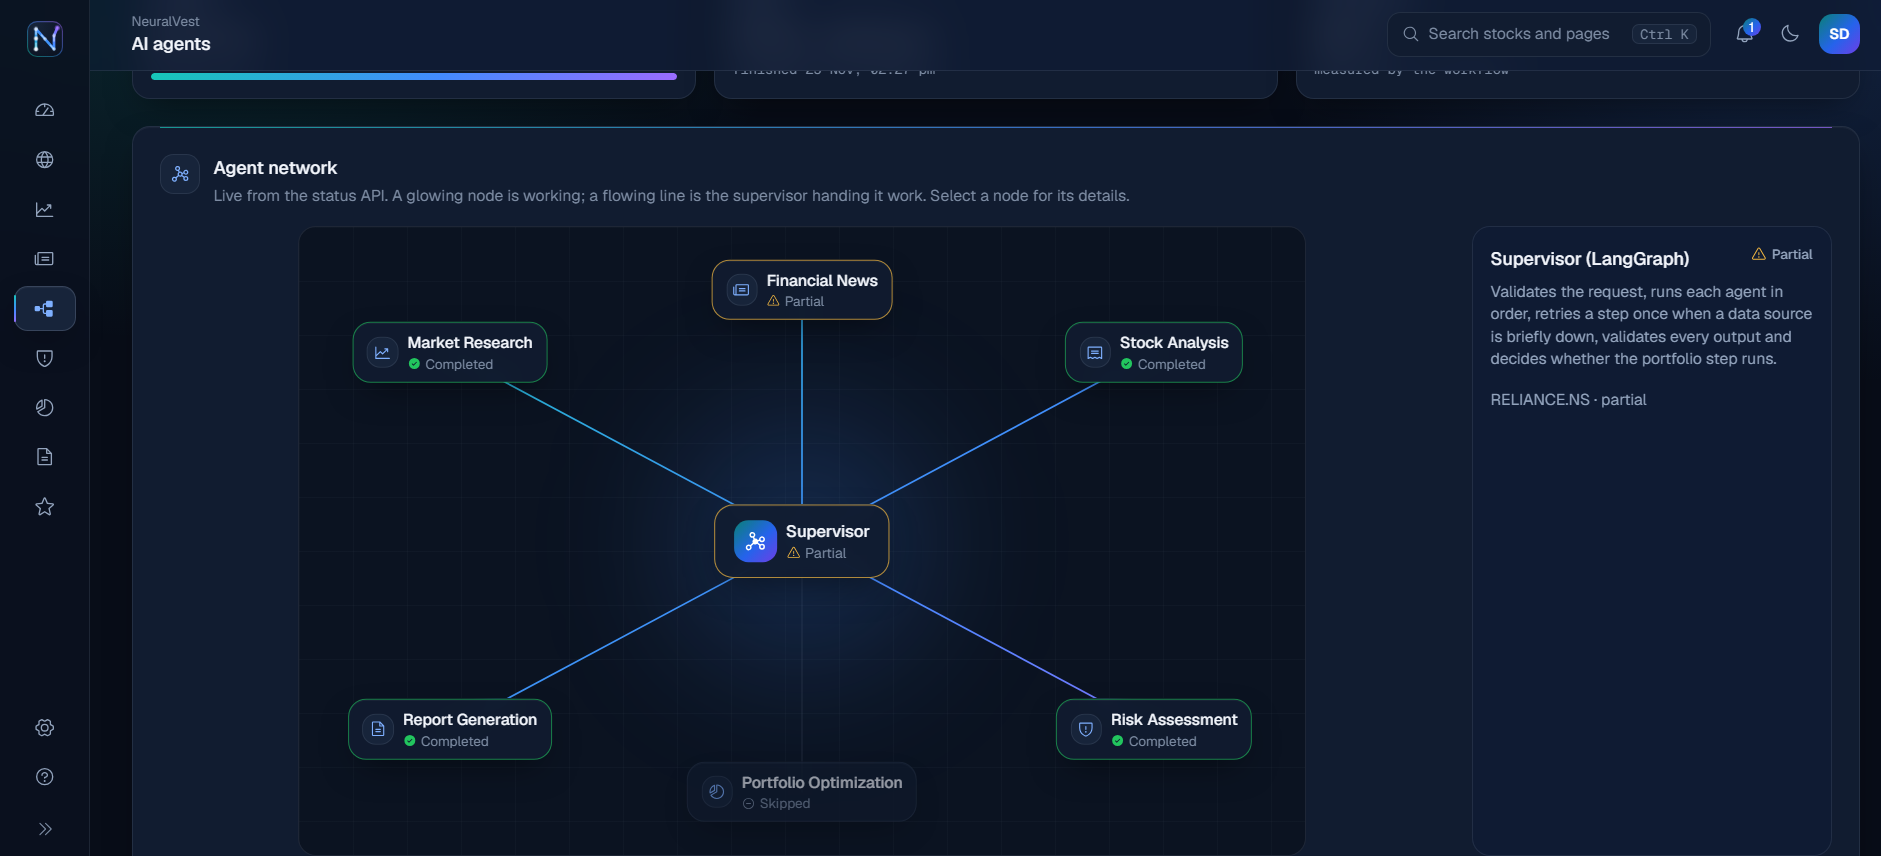 NeuralVest
AI agents
Search stocks and pages
Ctrl K
1
SD
Agent network
Live from the status API. A glowing node is working; a flowing line is the supervisor handing it work. Select a node for its details.
Financial News
Partial
Market Research
Completed
Stock Analysis
Completed
Supervisor
Partial
Report Generation
Completed
Risk Assessment
Completed
Portfolio Optimization
Skipped
Supervisor (LangGraph)
Partial
Validates the request, runs each agent in
order, retries a step once when a data source
is briefly down, validates every output and
decides whether the portfolio step runs.
RELIANCE.NS · partial